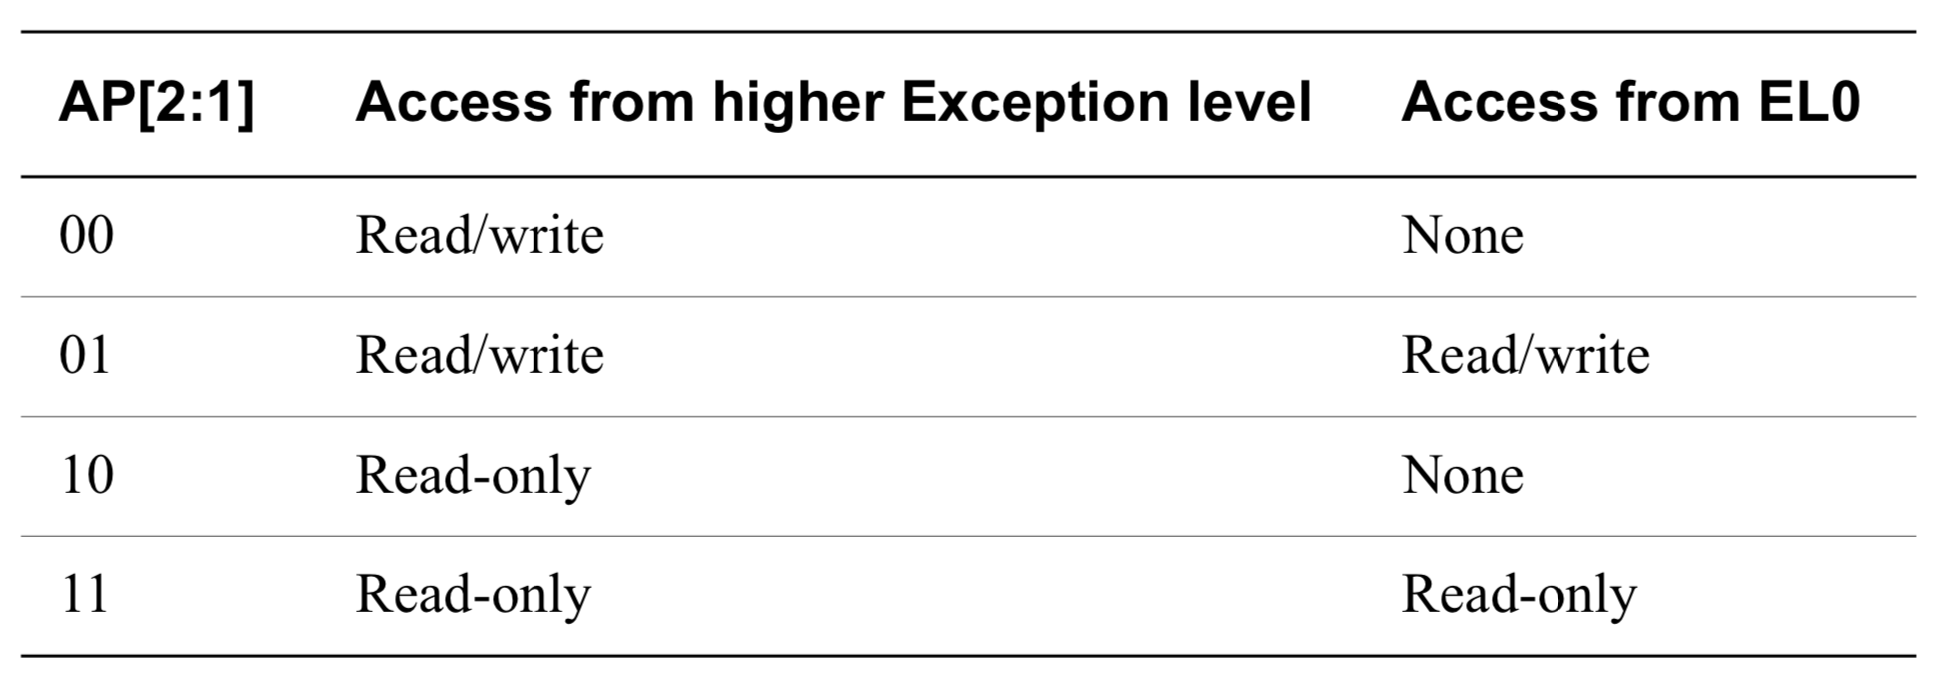 AP[2:1] Access from higher Exception level Access from EL0
00 Read/write None
01 Read/write Read/write
10 Read-only None
11 Read-only Read-only